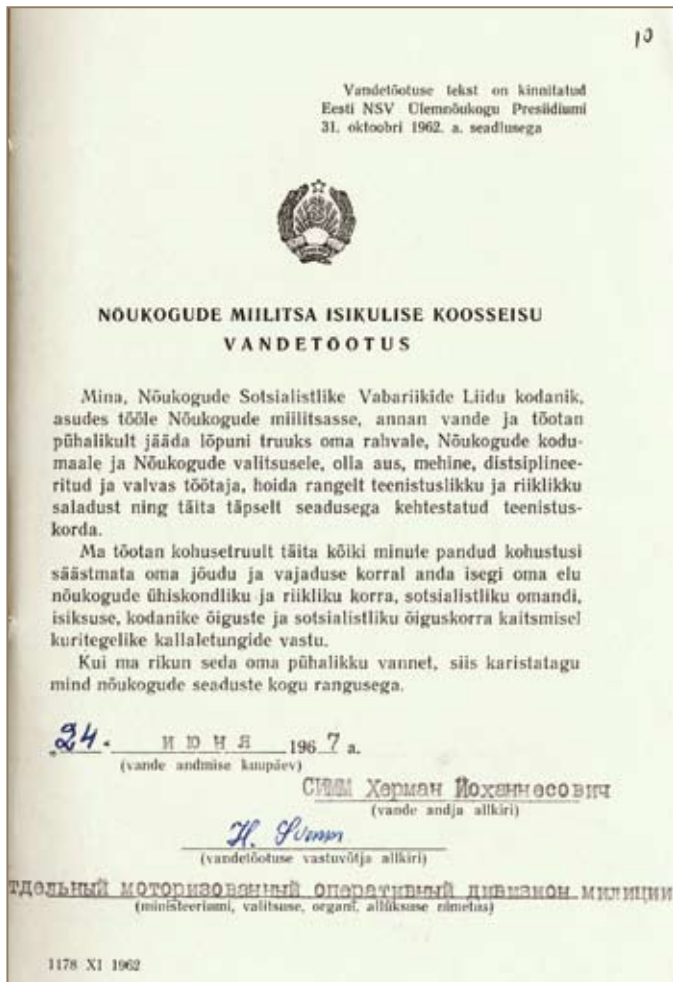 10
Vandetõotuse tekst on kinnitatud
Eesti NSV Ülemnõukogu Presiidiumi
31. oktoobri 1962. a. seadlusega
NÕUKOGUDE MIILITSA ISIKULISE KOOSSEISU
VANDETÕOTUS
Mina, Nõukogude Sotsialistlike Vabariikide Liidu kodanik,
asudes tööle Nõukogude miilitsasse, annan vande ja tõotan
pühalikult jääda lõpuni truuks oma rahvale, Nõukogude kodu-
maale ja Nõukogude valitsusele, olla aus, mehine, distsiplinee-
ritud ja valvas töötaja, hoida rangelt teenistuslikku ja riiklikku
saladust ning täita täpselt seadusega kehtestatud teenistus-
korda.
Ma tõotan kohusetruult täita kõiki minule pandud kohustusi
säästmata oma jõudu ja vajaduse korral anda isegi oma elu
nõukogude ühiskondliku ja riikliku korra, sotsialistliku omandi,
isiksuse, kodanike õiguste ja sotsialistliku õiguskorra kaitsmisel
kuritegelike kallaletungide vastu.
Kui ma rikun seda oma pühalikku vannet, siis karistatagu
mind nõukogude seaduste kogu rangusega.
„24. июня 1967 a.
(vande andmise kuupäev)
СИММ Херман Йоханнесович
(vande andja allkiri)
H. Simm
(vandetõotuse vastuvõtja allkiri)
тдельный моторизованный оперативный дивизион милиции
(ministeeriumi, valitsuse, organi, allüksuse nimetus)
1178 XI 1962